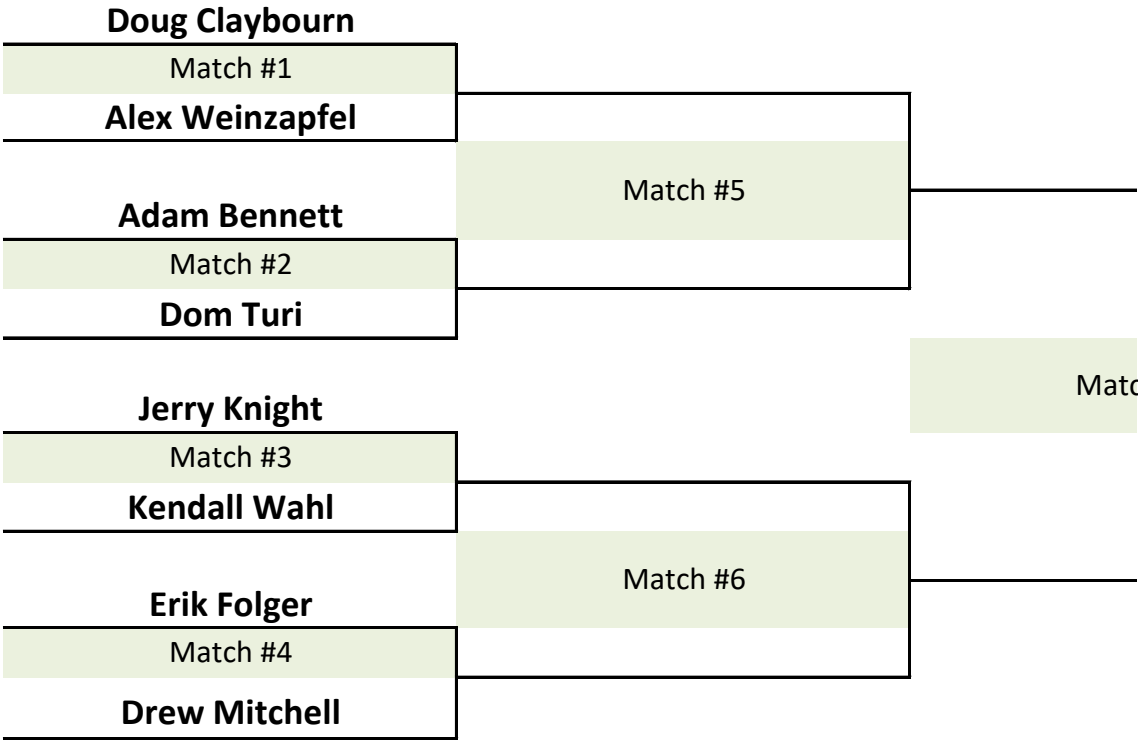 Doug Claybourn
Match #1
Alex Weinzapfel
Match #5
Adam Bennett
Match #2
Dom Turi
Jerry Knight
Match #3
Kendall Wahl
Match #6
Erik Folger
Match #4
Drew Mitchell